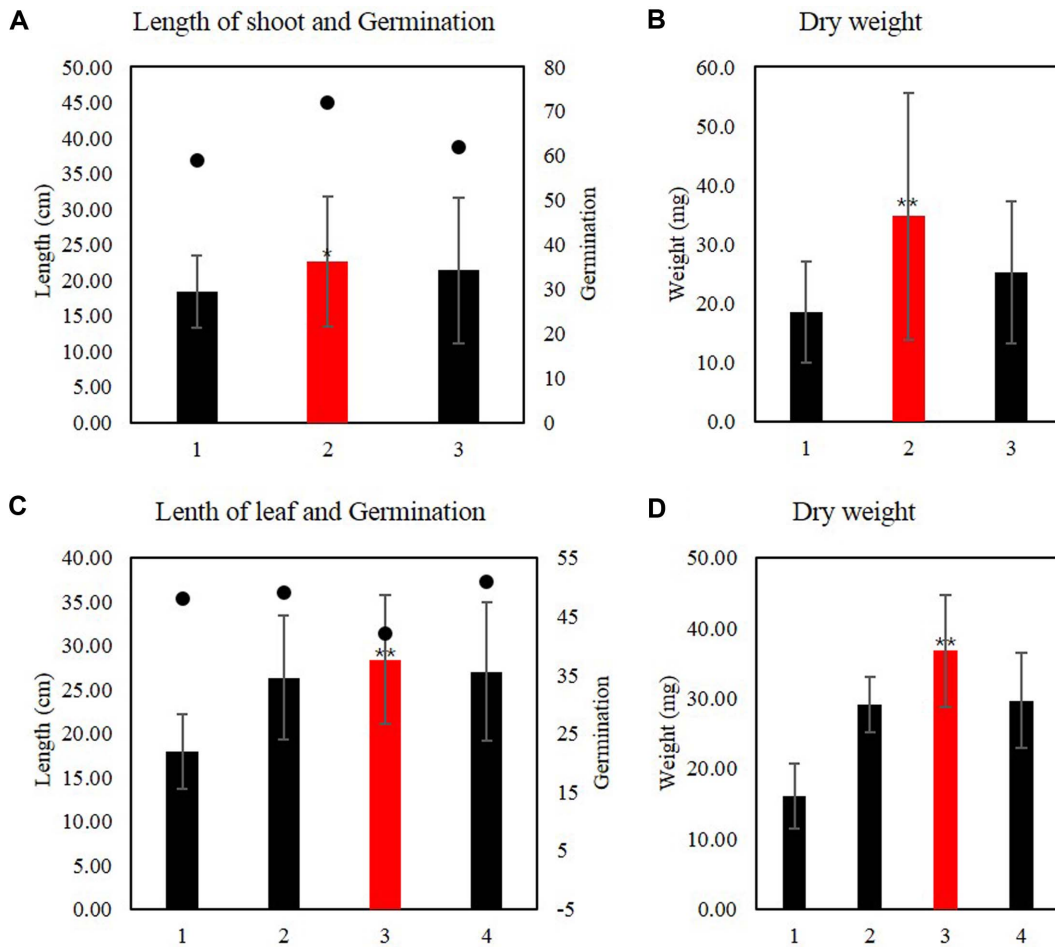 A
Length of shoot and Germination
50.00
45.00
40.00
35.00
30.00
25.00
20.00
15.00
10.00
5.00
0.00
Length (cm)
*
80
70
60
50
40
30
20
10
0
Germination
1 2 3
B
Dry weight
60.0
50.0
40.0
30.0
20.0
10.0
0.0
Weight (mg)
**
1 2 3
C
Lenth of leaf and Germination
40.00
35.00
30.00
25.00
20.00
15.00
10.00
5.00
0.00
Length (cm)
**
55
45
35
25
15
5
-5
Germination
1 2 3 4
D
Dry weight
50.00
40.00
30.00
20.00
10.00
0.00
Weight (mg)
**
1 2 3 4